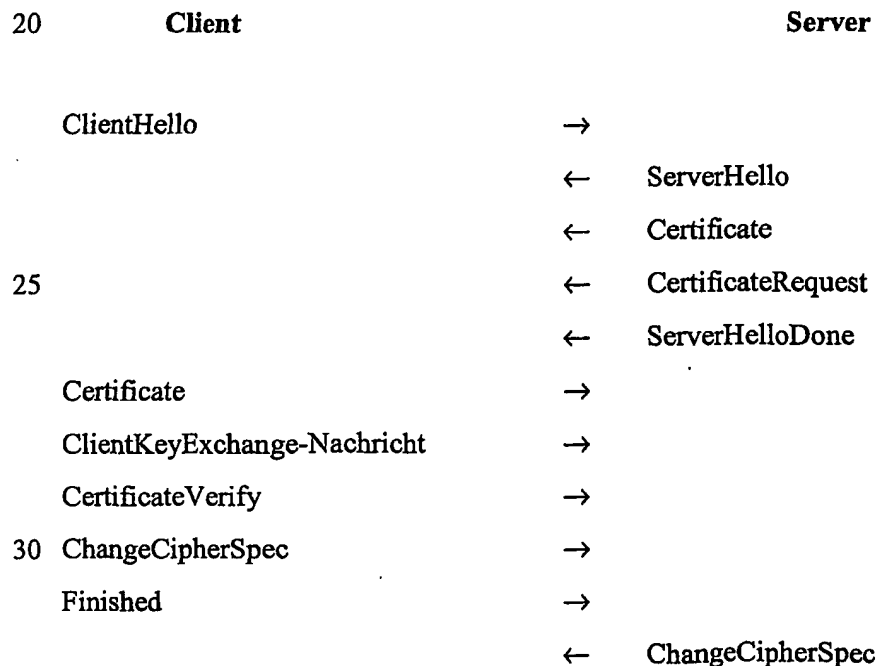 20 Client Server
ClientHello →
← ServerHello
← Certificate
25 ← CertificateRequest
← ServerHelloDone
Certificate →
ClientKeyExchange-Nachricht →
CertificateVerify →
30 ChangeCipherSpec →
Finished →
← ChangeCipherSpec